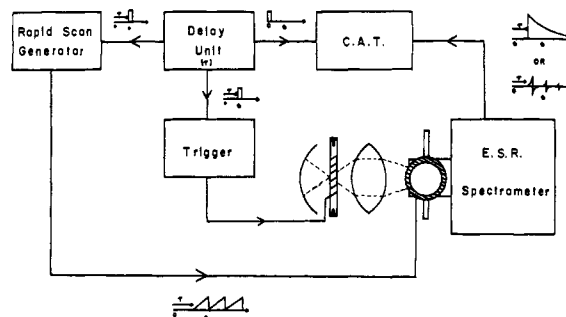 Rapid Scan
Generator
Delay
Unit
(τ)
C.A.T.
OR
Trigger
E.S.R.
Spectrometer